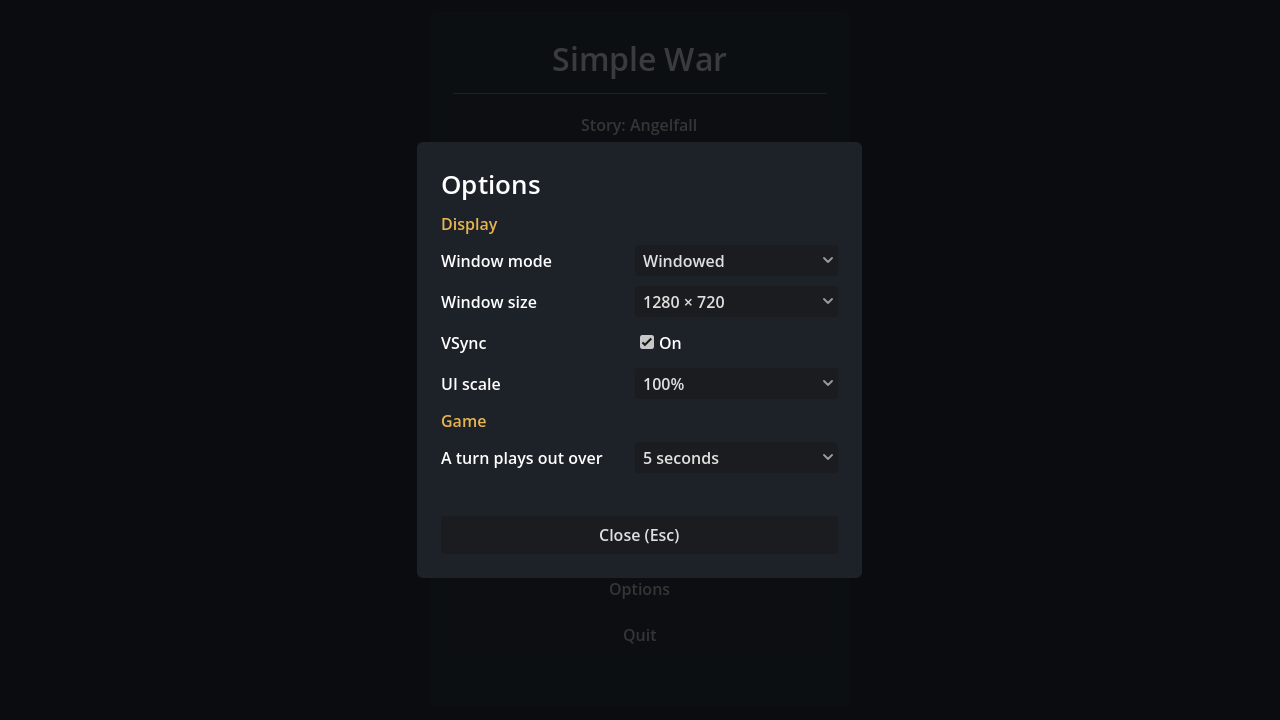 Simple War
Story: Angelfall
Options
Display
Window mode Windowed
Window size 1280 × 720
VSync On
UI scale 100%
Game
A turn plays out over 5 seconds
Close (Esc)
Options
Quit